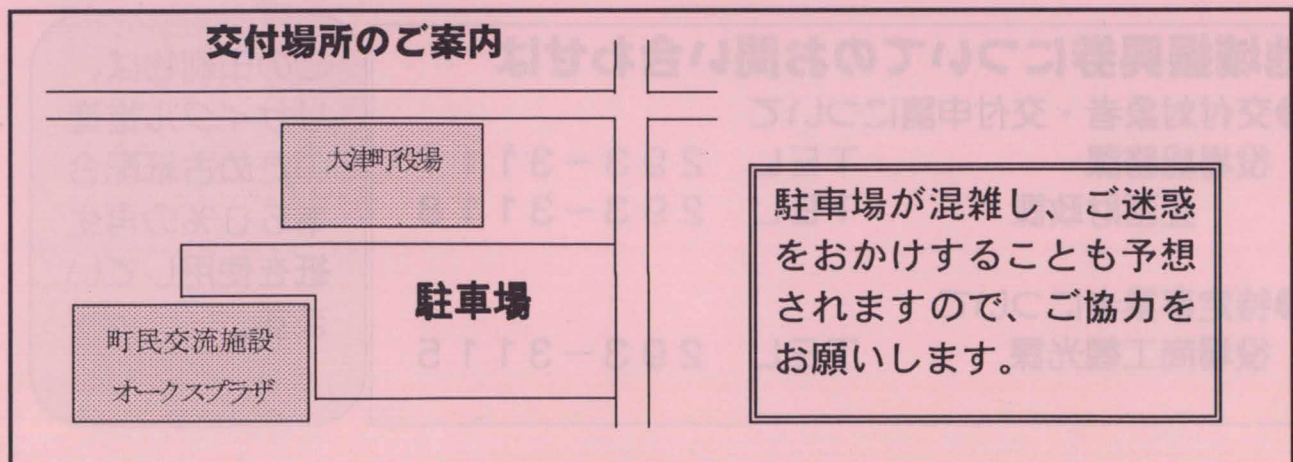 交付場所のご案内
大津町役場
駐車場
町民交流施設
オークスプラザ
駐車場が混雑し、ご迷惑
をおかけすることも予想
されますので、ご協力を
お願いします。